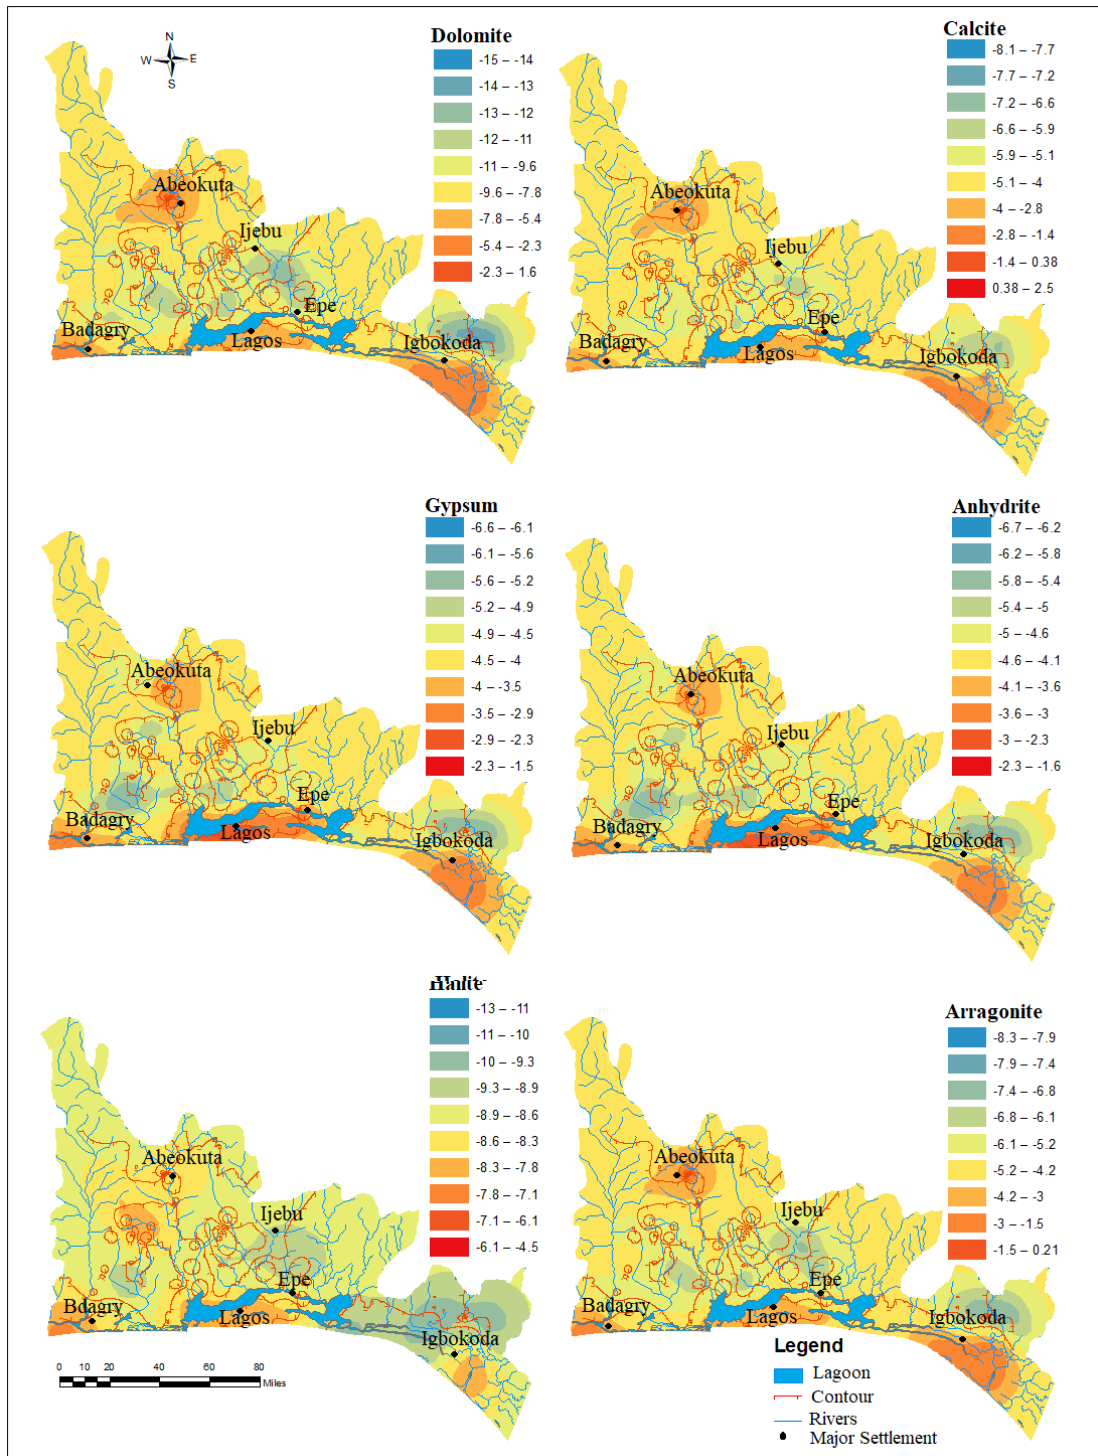 Dolomite
-15 – -14
-14 – -13
-13 – -12
-12 – -11
-11 – -9.6
-9.6 – -7.8
-7.8 – -5.4
-5.4 – -2.3
-2.3 – 1.6
N
W E
S
Abeokuta
Ijebu
Epe
Badagry
Lagos
Igbokoda
Calcite
-8.1 – -7.7
-7.7 – -7.2
-7.2 – -6.6
-6.6 – -5.9
-5.9 – -5.1
-5.1 – -4
-4 – -2.8
-2.8 – -1.4
-1.4 – 0.38
0.38 – 2.5
Abeokuta
Ijebu
Epe
Badagry
Lagos
Igbokoda
Gypsum
-6.6 – -6.1
-6.1 – -5.6
-5.6 – -5.2
-5.2 – -4.9
-4.9 – -4.5
-4.5 – -4
-4 – -3.5
-3.5 – -2.9
-2.9 – -2.3
-2.3 – -1.5
Abeokuta
Ijebu
Epe
Badagry
Lagos
Igbokoda
Anhydrite
-6.7 – -6.2
-6.2 – -5.8
-5.8 – -5.4
-5.4 – -5
-5 – -4.6
-4.6 – -4.1
-4.1 – -3.6
-3.6 – -3
-3 – -2.3
-2.3 – -1.6
Abeokuta
Ijebu
Epe
Badagry
Lagos
Igbokoda
Halite
-13 – -11
-11 – -10
-10 – -9.3
-9.3 – -8.9
-8.9 – -8.6
-8.6 – -8.3
-8.3 – -7.8
-7.8 – -7.1
-7.1 – -6.1
-6.1 – -4.5
Abeokuta
Ijebu
Epe
Bdagry
Lagos
Igbokoda
0 10 20 40 60 80
Miles
Arragonite
-8.3 – -7.9
-7.9 – -7.4
-7.4 – -6.8
-6.8 – -6.1
-6.1 – -5.2
-5.2 – -4.2
-4.2 – -3
-3 – -1.5
-1.5 – 0.21
Abeokuta
Ijebu
Epe
Badagry
Lagos
Igbokoda
Legend
Lagoon
Contour
Rivers
Major Settlement